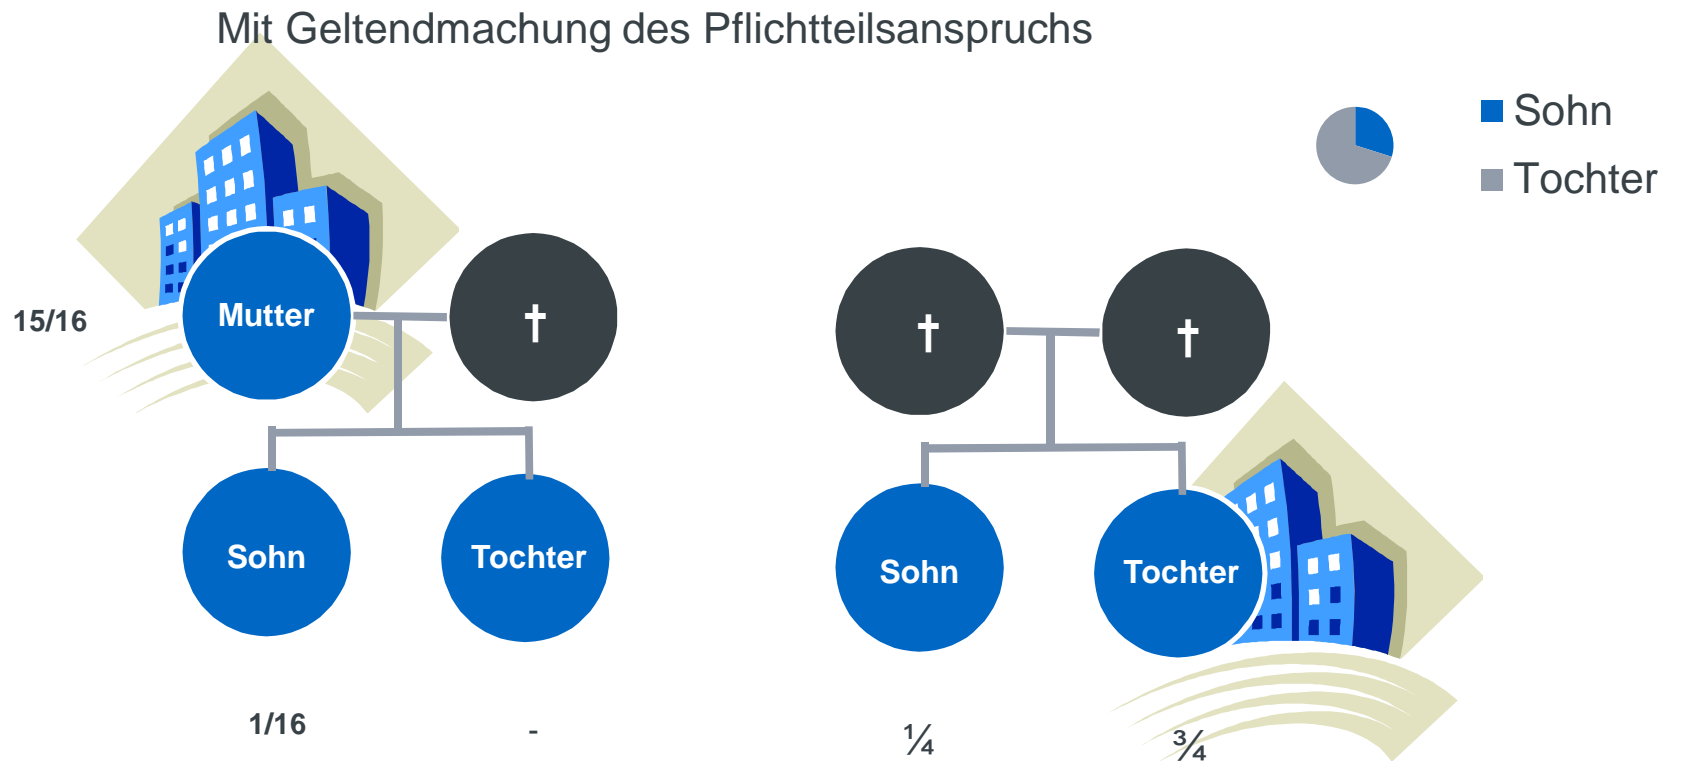 Mit Geltendmachung des Pflichtteilsanspruchs
Sohn
Tochter
15/16
Mutter
†
†
†
Sohn
Tochter
Sohn
Tochter
1/16
-
¼
¾